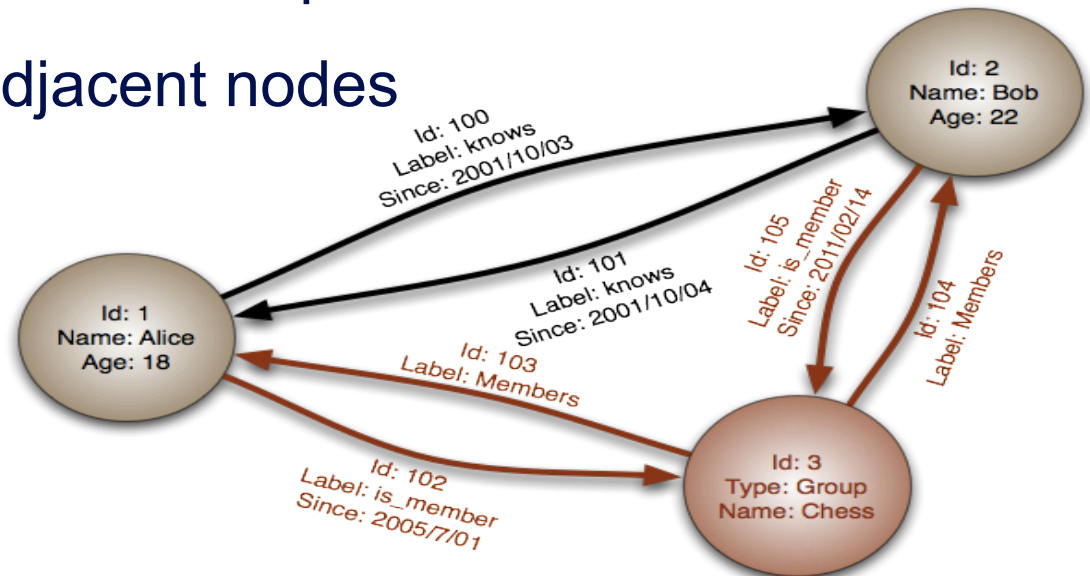 djacent nodes
Id: 2
Name: Bob
Age: 22
Id: 100
Label: knows
Since: 2001/10/03
Id: 101
Label: knows
Since: 2001/10/04
Id: 105
Label: is_member
Since: 2011/02/14
Id: 104
Label: Members
Id: 1
Name: Alice
Age: 18
Id: 103
Label: Members
Id: 102
Label: is_member
Since: 2005/7/01
Id: 3
Type: Group
Name: Chess